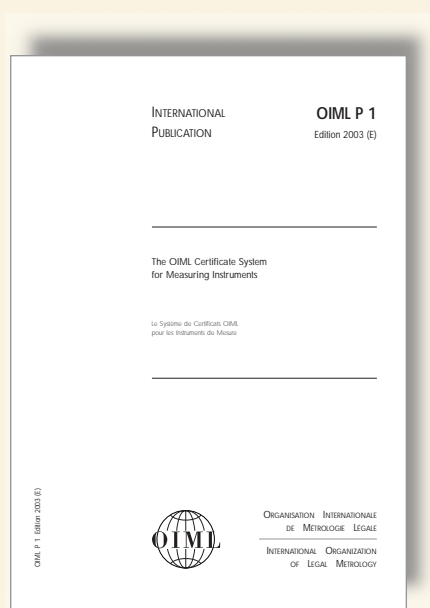 INTERNATIONAL
PUBLICATION
OIML P 1
Edition 2003 (E)
The OIML Certificate System
for Measuring Instruments
Le Système de Certificats OIML
pour les Instruments de Mesure
OIML P 1 Edition 2003 (E)
OIML
ORGANISATION INTERNATIONALE
DE MÉTROLOGIE LÉGALE
INTERNATIONAL ORGANIZATION
OF LEGAL METROLOGY